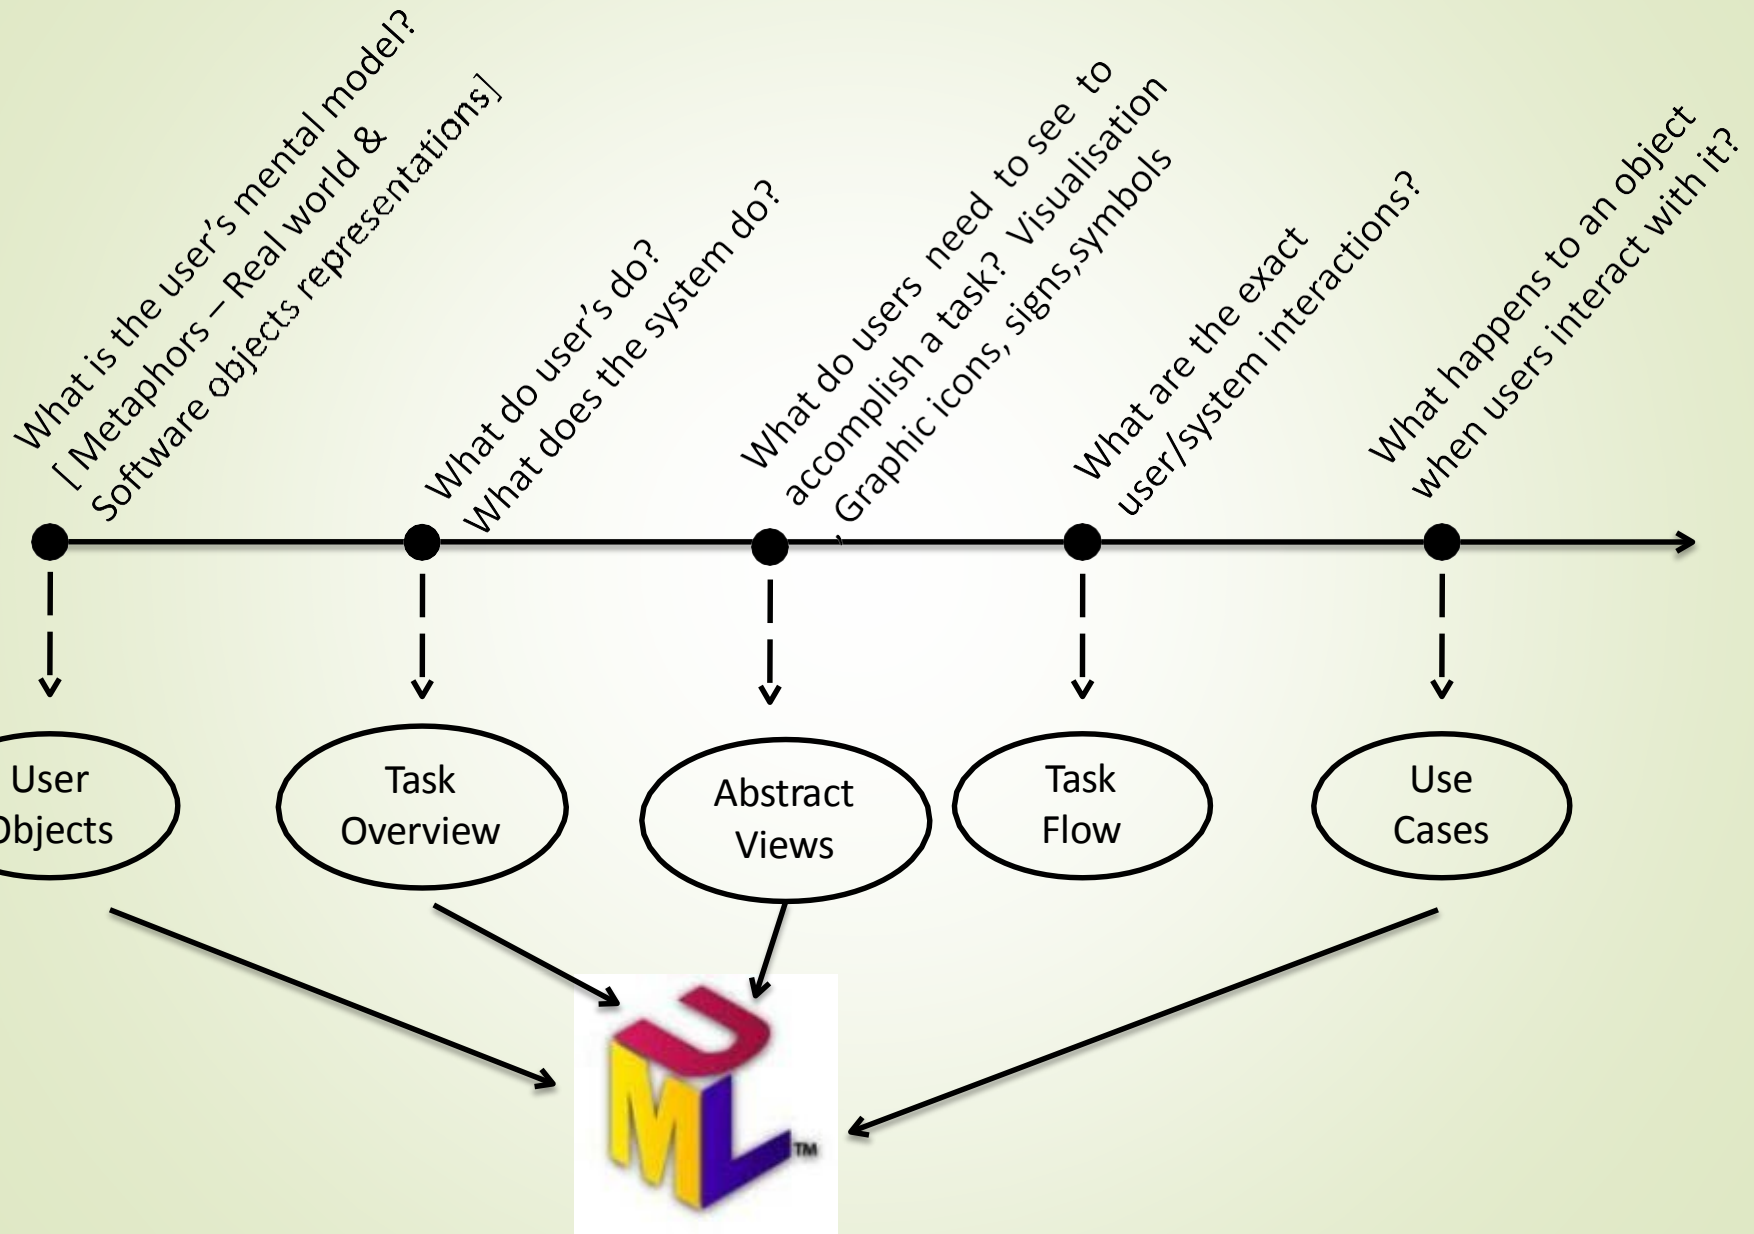 What is the user's mental model?
[ Metaphors – Real world &
Software objects representations]
What do user's do?
What does the system do?
What do users need to see to
accomplish a task? Visualisation
, Graphic icons, signs,symbols
What are the exact
user/system interactions?
What happens to an object
when users interact with it?
User
Objects
Task
Overview
Abstract
Views
Task
Flow
Use
Cases
UML
TM